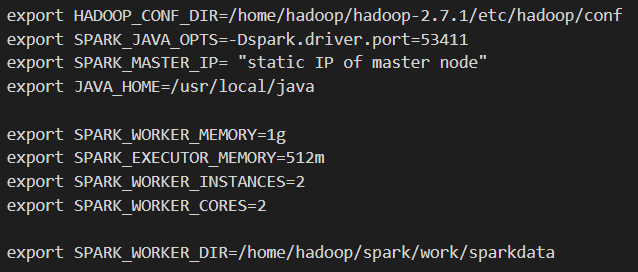 export HADOOP_CONF_DIR=/home/hadoop/hadoop-2.7.1/etc/hadoop/conf
export SPARK_JAVA_OPTS=-Dspark.driver.port=53411
export SPARK_MASTER_IP= "static IP of master node"
export JAVA_HOME=/usr/local/java
export SPARK_WORKER_MEMORY=1g
export SPARK_EXECUTOR_MEMORY=512m
export SPARK_WORKER_INSTANCES=2
export SPARK_WORKER_CORES=2
export SPARK_WORKER_DIR=/home/hadoop/spark/work/sparkdata